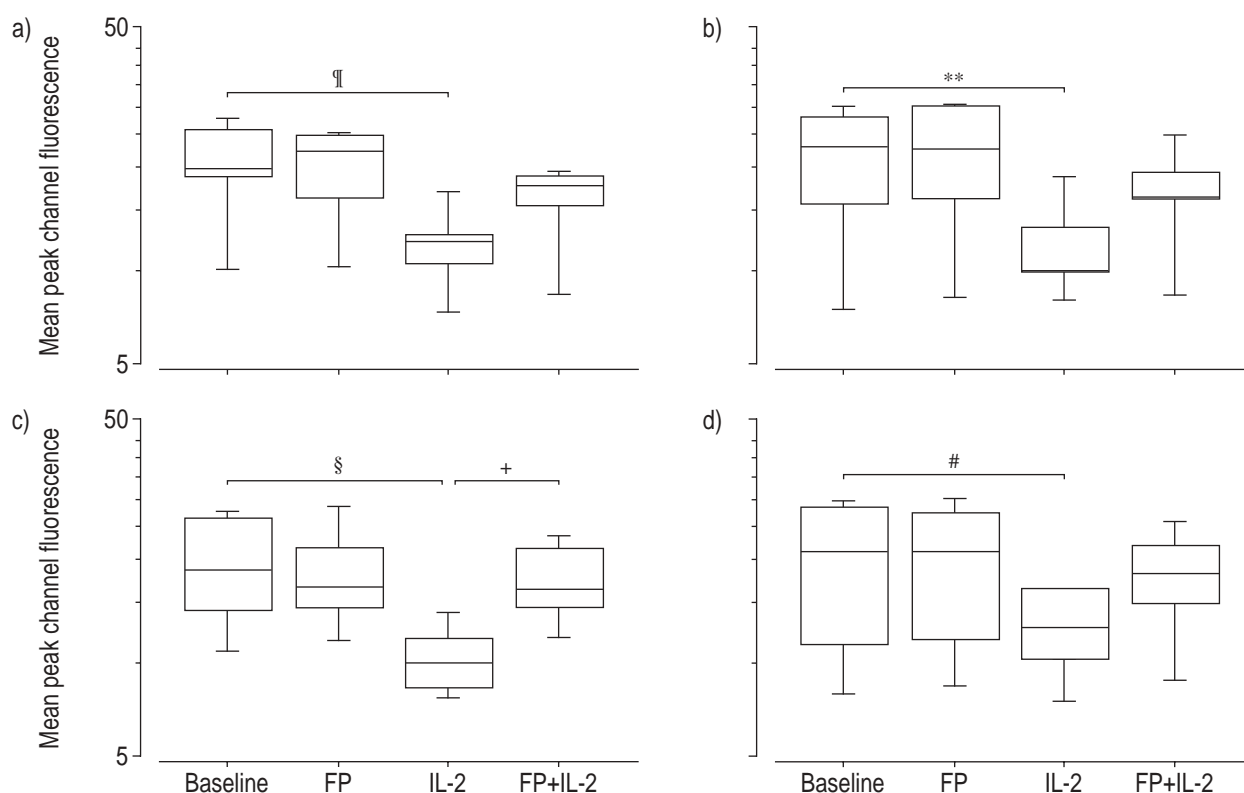 a)
50
¶
Mean peak channel fluorescence
5
b)
**
c)
50
§
+
Mean peak channel fluorescence
5
Baseline FP IL-2 FP+IL-2
d)
#
Baseline FP IL-2 FP+IL-2